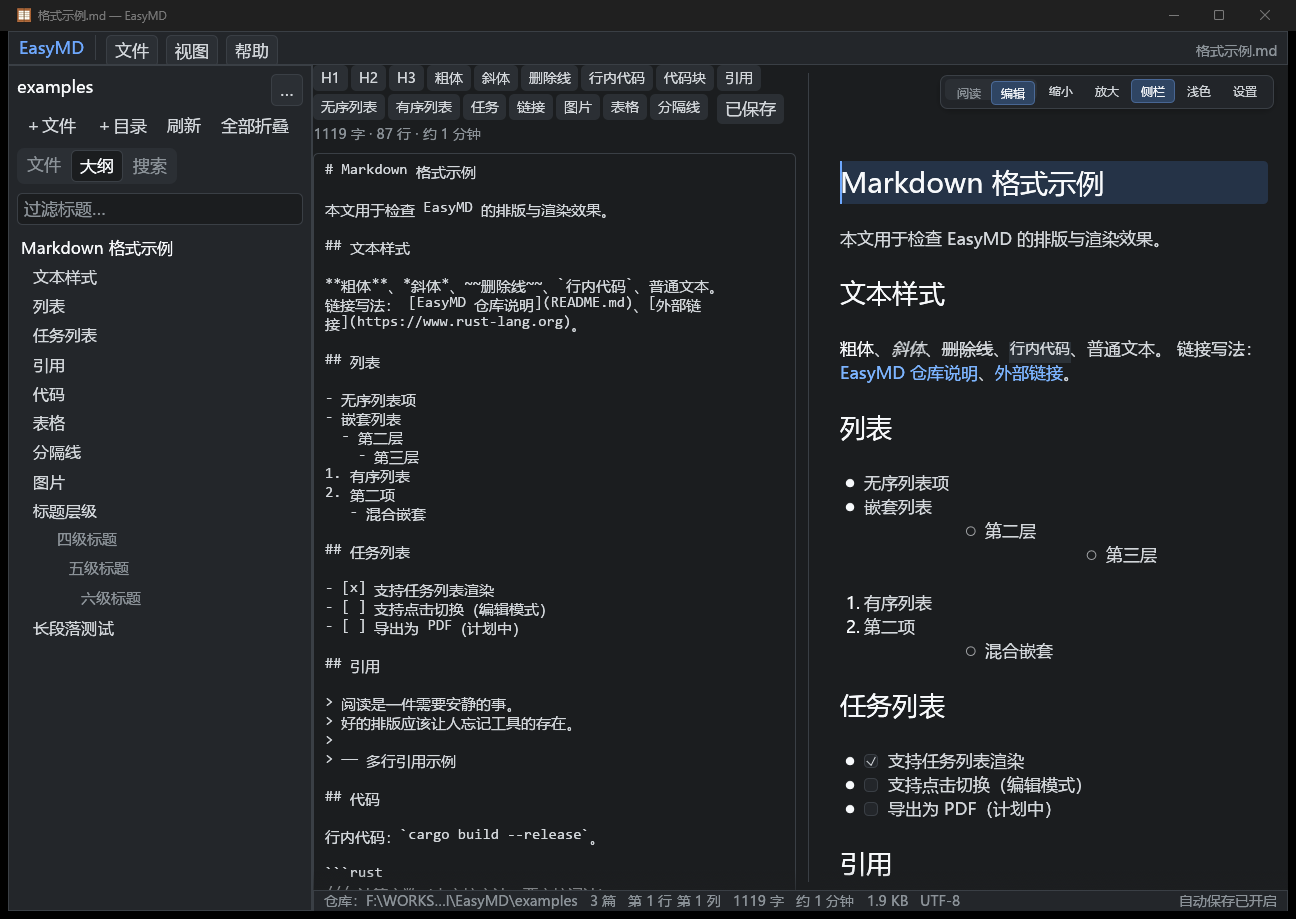 格式示例.md — EasyMD
EasyMD 文件 视图 帮助 格式示例.md
examples ...
+文件 +目录 刷新 全部折叠
文件 大纲 搜索
过滤标题...
Markdown 格式示例
文本样式
列表
任务列表
引用
代码
表格
分隔线
图片
标题层级
四级标题
五级标题
六级标题
长段落测试
H1 H2 H3 粗体 斜体 删除线 行内代码 代码块 引用
无序列表 有序列表 任务 链接 图片 表格 分隔线 已保存
1119 字 · 87 行 · 约 1 分钟
# Markdown 格式示例
本文用于检查 EasyMD 的排版与渲染效果。
## 文本样式
**粗体**、*斜体*、~~删除线~~、`行内代码`、普通文本。
链接写法： [EasyMD 仓库说明](README.md)、[外部链
接](https://www.rust-lang.org)。
## 列表
- 无序列表项
- 嵌套列表
- 第二层
- 第三层
1. 有序列表
2. 第二项
- 混合嵌套
## 任务列表
- [x] 支持任务列表渲染
- [ ] 支持点击切换（编辑模式）
- [ ] 导出为 PDF（计划中）
## 引用
> 阅读是一件需要安静的事。
> 好的排版应该让人忘记工具的存在。
>
> — 多行引用示例
## 代码
行内代码：`cargo build --release`。
```rust
阅读 编辑 缩小 放大 侧栏 浅色 设置
Markdown 格式示例
本文用于检查 EasyMD 的排版与渲染效果。
文本样式
粗体、斜体、删除线、行内代码、普通文本。 链接写法：
EasyMD 仓库说明、外部链接。
列表
● 无序列表项
● 嵌套列表
○ 第二层
○ 第三层
1. 有序列表
2. 第二项
○ 混合嵌套
任务列表
● ✓ 支持任务列表渲染
● 支持点击切换（编辑模式）
● 导出为 PDF（计划中）
引用
仓库：F:\WORKS...l\EasyMD\examples 3 篇 第 1 行 第 1 列 1119 字 约 1 分钟 1.9 KB UTF-8 自动保存已开启